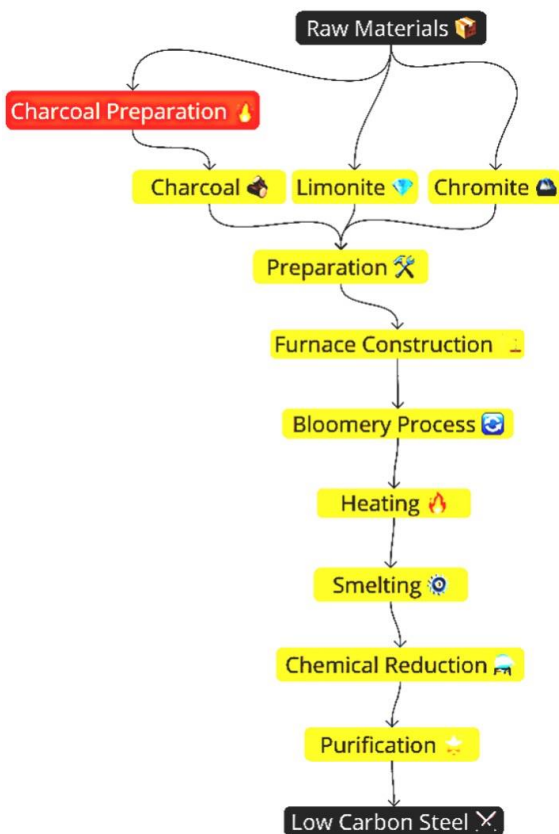 Raw Materials 📦
Charcoal Preparation 🔥
Charcoal 🪵
Limonite 💎
Chromite
Preparation 🛠
Furnace Construction
Bloomery Process 🔄
Heating 🔥
Smelting
Chemical Reduction
Purification
Low Carbon Steel ⚔